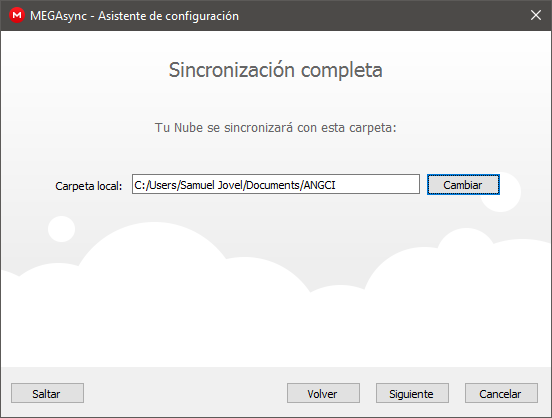 MEGAsync - Asistente de configuración
Sincronización completa
Tu Nube se sincronizará con esta carpeta:
Carpeta local: C:/Users/Samuel Jovel/Documents/ANGCI Cambiar
Saltar Volver Siguiente Cancelar